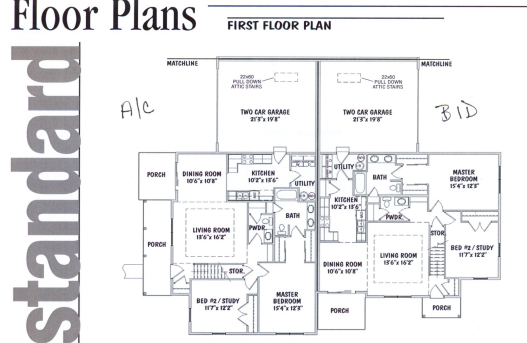 Floor Plans
FIRST FLOOR PLAN
standard
MATCHLINE
MATCHLINE
22x60
PULL DOWN
ATTIC STAIRS
22x60
PULL DOWN
ATTIC STAIRS
A/C
TWO CAR GARAGE
21'3" x 19'8"
TWO CAR GARAGE
21'3" x 19'8"
B/D
PORCH
DINING ROOM
10'6" x 10'8"
KITCHEN
10'2" x 13'6"
UTILITY
UTILITY
BATH
MASTER
BEDROOM
15'4" x 12'3"
KITCHEN
10'2" x 13'6"
PORCH
LIVING ROOM
13'6" x 16'2"
PWDR.
BATH
PWDR.
STOR.
LIVING ROOM
13'6" x 16'2"
BED #2 / STUDY
11'7" x 12'2"
DINING ROOM
10'6" x 10'8"
STOR.
BED #2 / STUDY
11'7" x 12'2"
MASTER
BEDROOM
15'4" x 12'3"
PORCH
PORCH